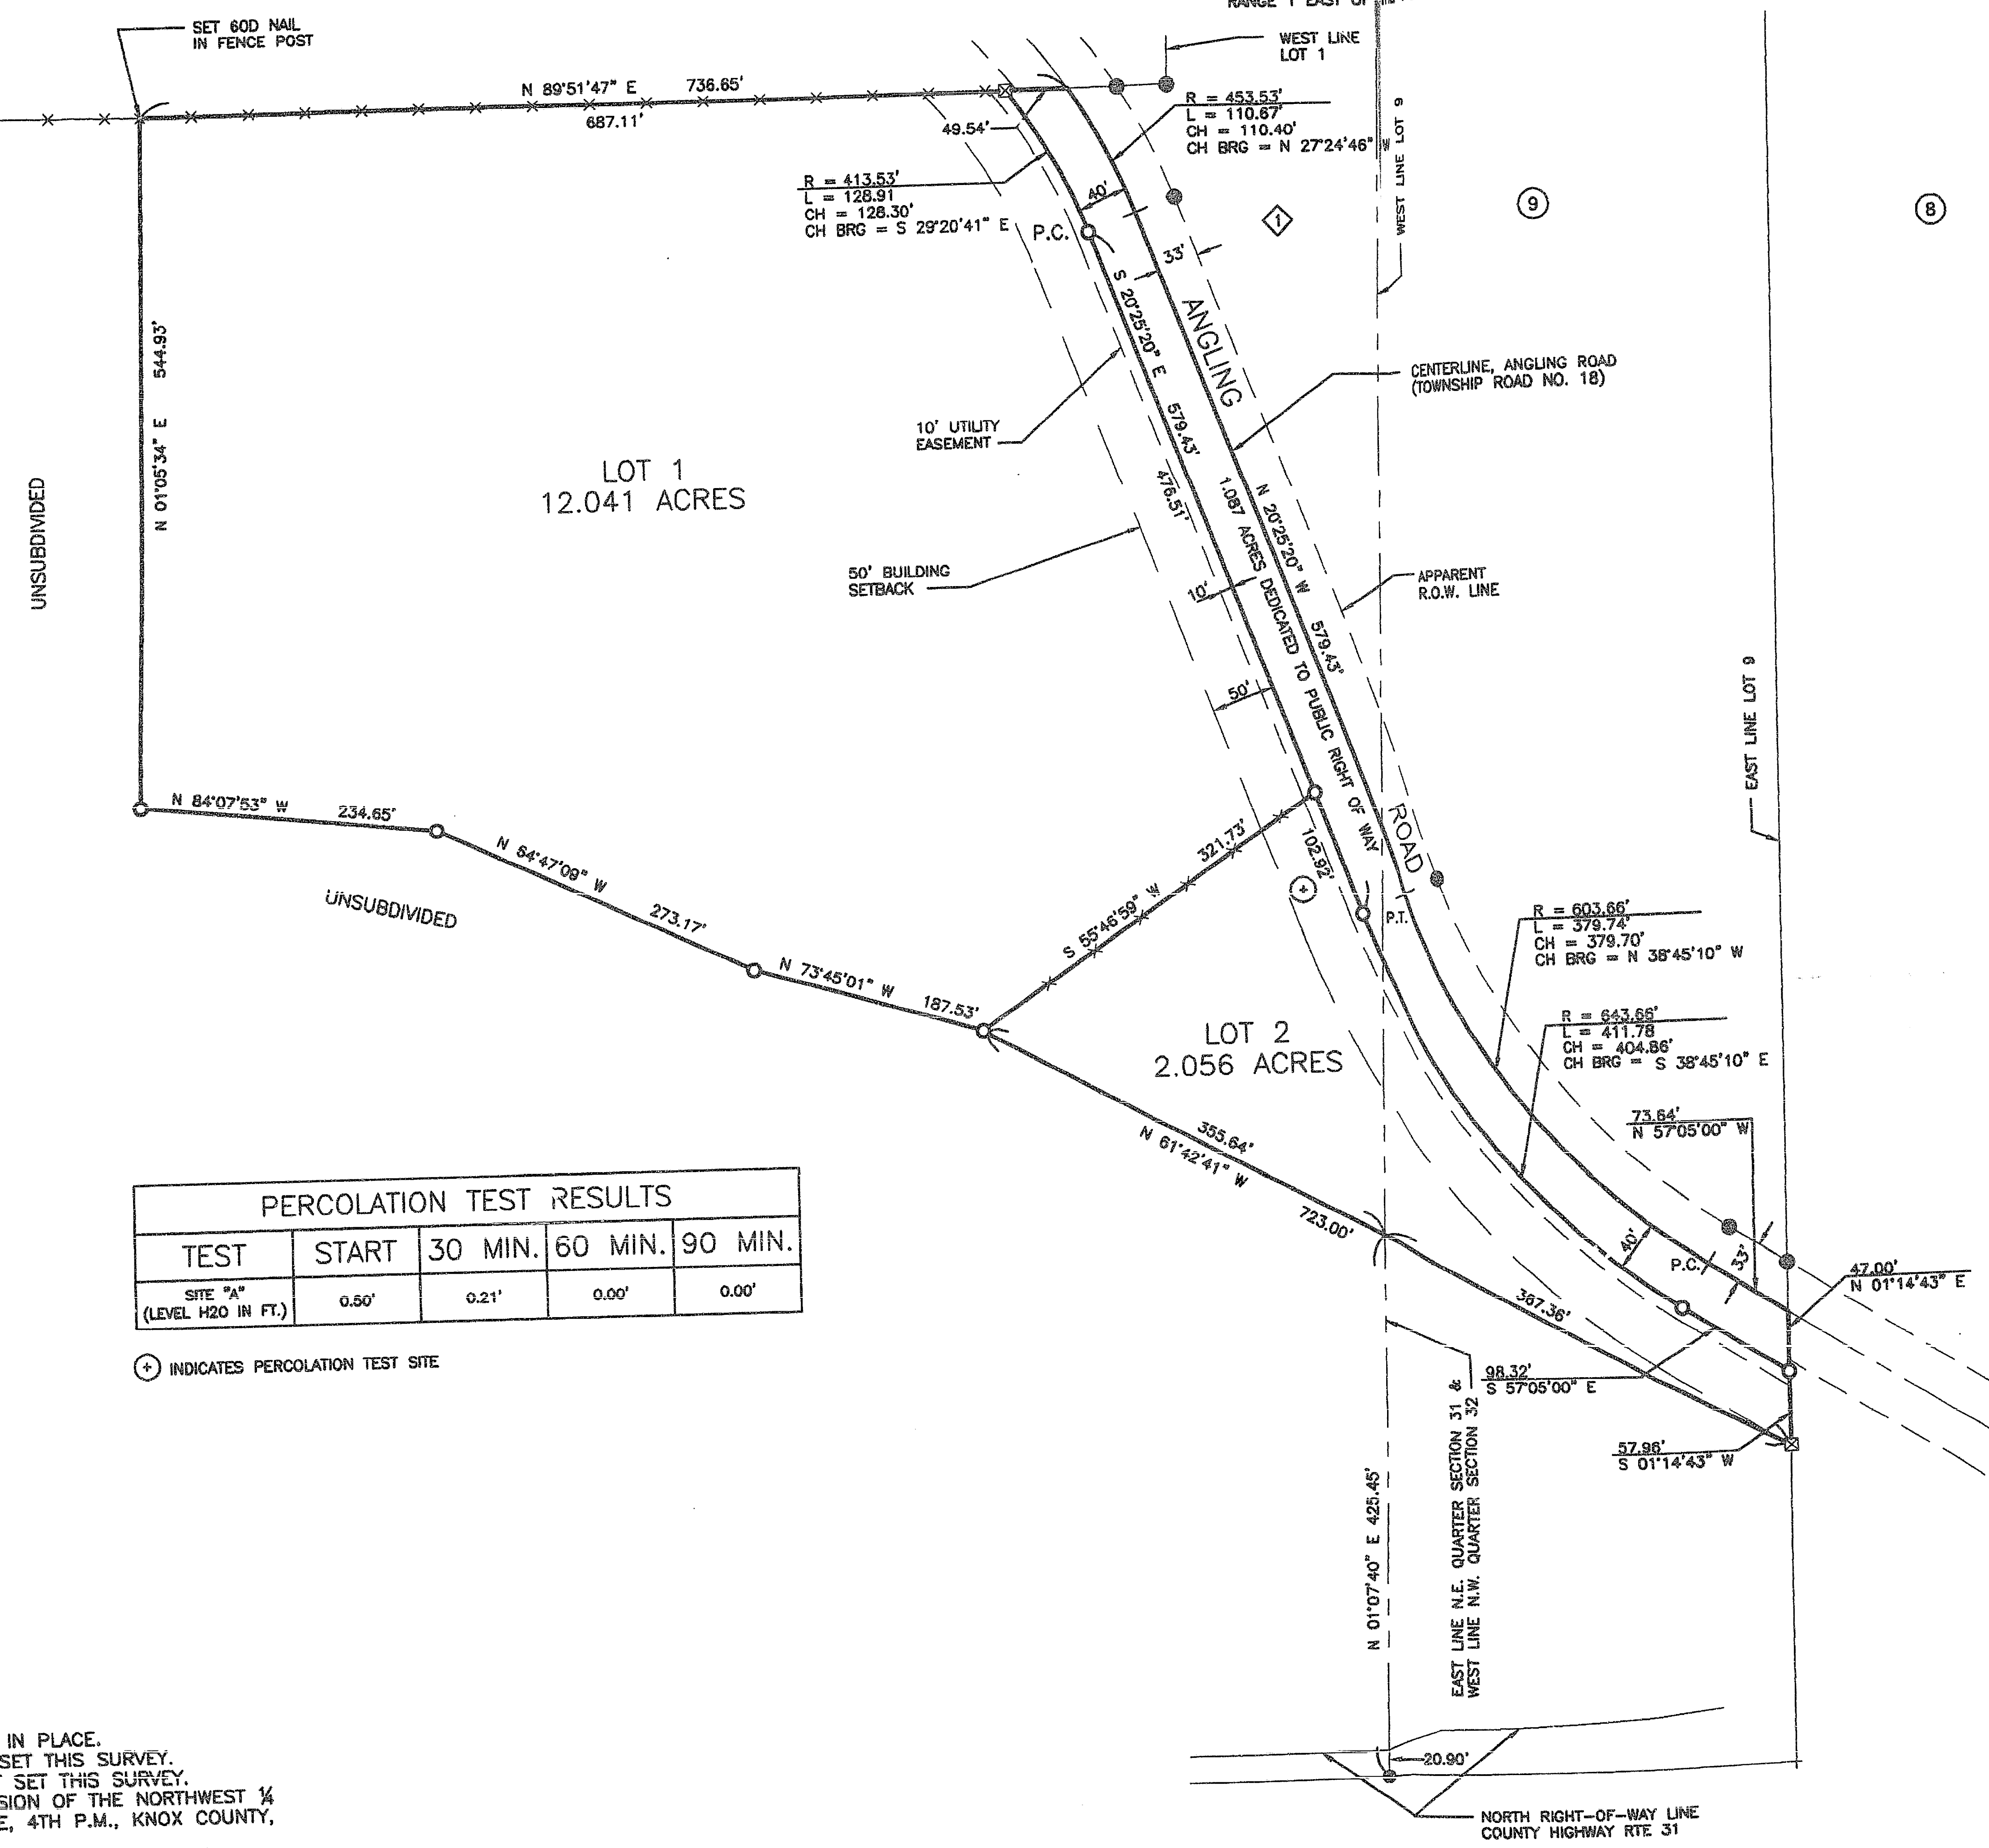 RANGE 1 EAST OF
SET 60D NAIL
IN FENCE POST
WEST LINE
LOT 1
N 89°51'47" E 736.65'
687.11'
49.54'
R = 453.53'
L = 110.67'
CH = 110.40'
CH BRG = N 27°24'46" W
R = 413.53'
L = 128.91
CH = 128.30'
CH BRG = S 29°20'41" E
P.C.
40'
33'
1
9
8
WEST LINE LOT 9
N 01°05'34" E 544.93'
UNSUBDIVIDED
S 20°25'20" E 579.43'
476.51'
ANGLING
CENTERLINE, ANGLING ROAD
(TOWNSHIP ROAD NO. 18)
10' UTILITY
EASEMENT
LOT 1
12.041 ACRES
50' BUILDING
SETBACK
1.087 ACRES DEDICATED TO PUBLIC RIGHT OF WAY
N 20°25'20" W 579.43'
APPARENT
R.O.W. LINE
10'
50'
EAST LINE LOT 9
ROAD
N 84°07'53" W 234.65'
N 64°47'09" W 273.17'
UNSUBDIVIDED
N 73°45'01" W 187.53'
S 55°46'59" W 321.73'
102.92'
+
P.T.
R = 603.66'
L = 379.74'
CH = 379.70'
CH BRG = N 38°45'10" W
R = 643.66'
L = 411.78
CH = 404.86'
CH BRG = S 38°45'10" E
LOT 2
2.056 ACRES
73.64'
N 57°05'00" W
355.64'
N 61°42'41" W
723.00'
367.36'
40'
P.C.
33'
47.00'
N 01°14'43" E
98.32'
S 57°05'00" E
57.96'
S 01°14'43" W
PERCOLATION TEST RESULTS
TEST START 30 MIN. 60 MIN. 90 MIN.
SITE "A"
(LEVEL H2O IN FT.) 0.50' 0.21' 0.00' 0.00'
+ INDICATES PERCOLATION TEST SITE
N 01°07'40" E 425.45'
EAST LINE N.E. QUARTER SECTION 31 &
WEST LINE N.W. QUARTER SECTION 32
20.90'
NORTH RIGHT-OF-WAY LINE
COUNTY HIGHWAY RTE 31
IN PLACE.
SET THIS SURVEY.
SET THIS SURVEY.
SION OF THE NORTHWEST ¼
E, 4TH P.M., KNOX COUNTY,